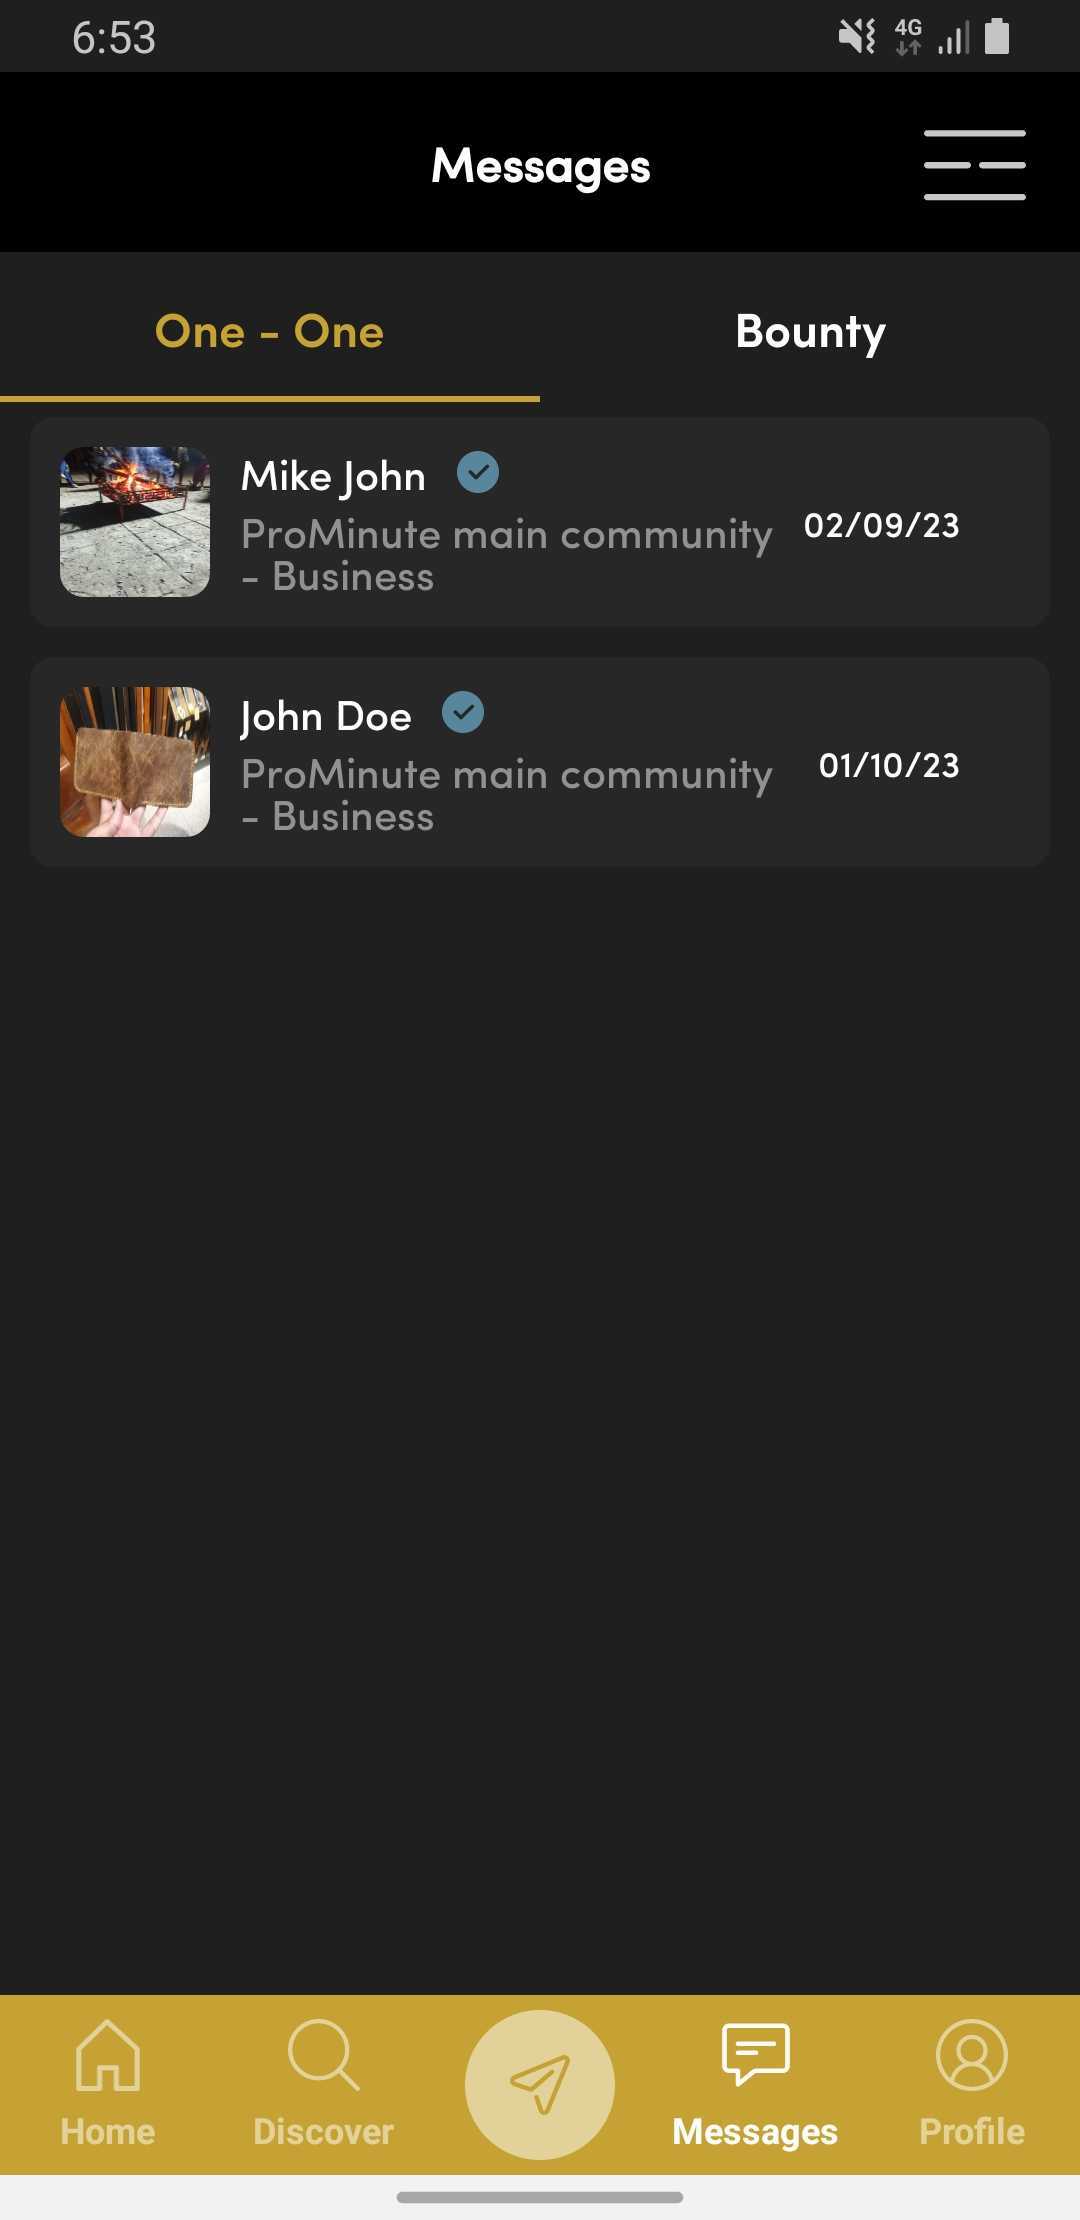 6:53
4G
Messages
One - One
Bounty
Mike John
ProMinute main community
- Business
02/09/23
John Doe
ProMinute main community
- Business
01/10/23
Home
Discover
Messages
Profile